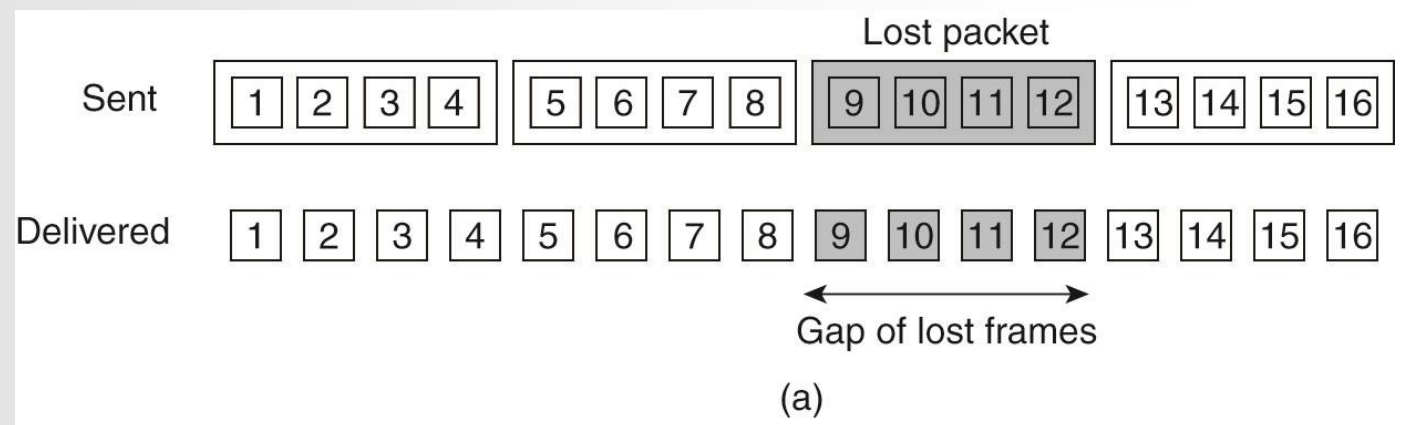 Lost packet
Sent 1 2 3 4 5 6 7 8 9 10 11 12 13 14 15 16
Delivered 1 2 3 4 5 6 7 8 9 10 11 12 13 14 15 16
Gap of lost frames
(a)